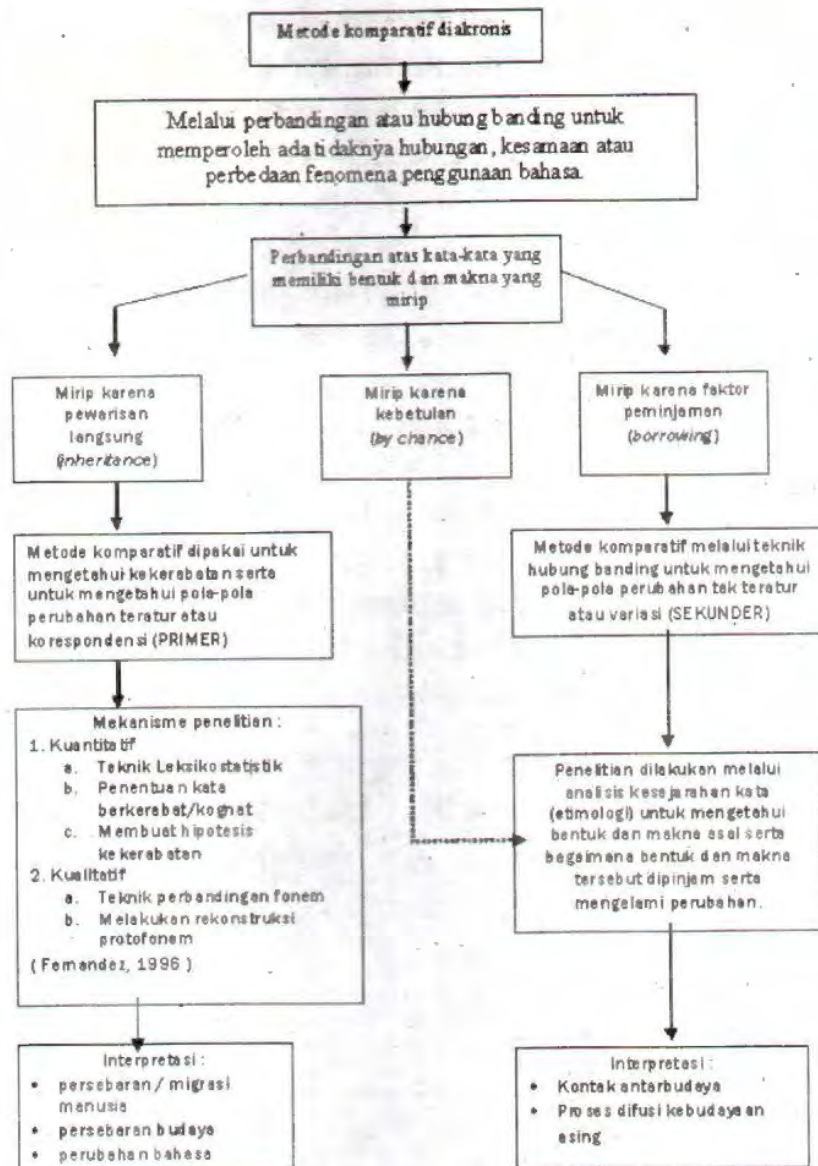 Metode komparatif diakronis
Melalui perbandingan atau hubung banding untuk
memperoleh ada tidaknya hubungan, kesamaan atau
perbedaan fenomena penggunaan bahasa.
Perbandingan atas kata-kata yang
memiliki bentuk dan makna yang
mirip
Mirip karena
pewarisan
langsung
(inheritance)
Mirip karena
kebetulan
(by chance)
Mirip karena faktor
peminjaman
(borrowing)
Metode komparatif dipakai untuk
mengetahui kekerabatan serta
untuk mengetahui pola-pola
perubahan teratur atau
korespondensi (PRIMER)
Metode komparatif melalui teknik
hubung banding untuk mengetahui
pola-pola perubahan tak teratur
atau variasi (SEKUNDER)
Mekanisme penelitian :
1. Kuantitatif
a. Teknik Leksikostatistik
b. Penentuan kata
berkerabat/kognat
c. Membuat hipotesis
kekerabatan
2. Kualitatif
a. Teknik perbandingan fonem
b. Melakukan rekonstruksi
protofonem
( Fernandez, 1996 )
Penelitian dilakukan melalui
analisis kesejarahan kata
(etimologi) untuk mengetahui
bentuk dan makna asal serta
bagaimana bentuk dan makna
tersebut dipinjam serta
mengelami perubahan.
Interpretasi :
• persebaran / migrasi
manusia
• persebaran budaya
• perubahan bahasa
Interpretasi :
• Kontak antarbudaya
• Proses difusi kebudayaan
asing